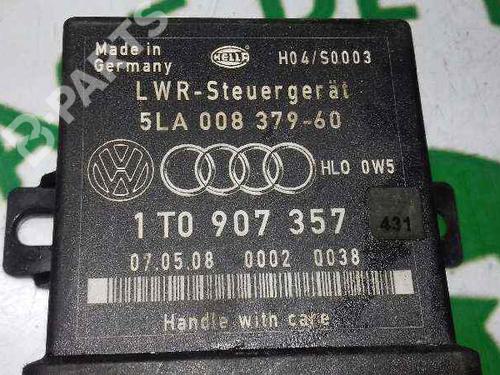 Made in
Germany
HELLA
H04/S0003
LWR-Steuergerät
5LA 008 379-60
HLO 0W5
1T0 907 357
431
07.05.08 0002 0038
Handle with care
B PARTS